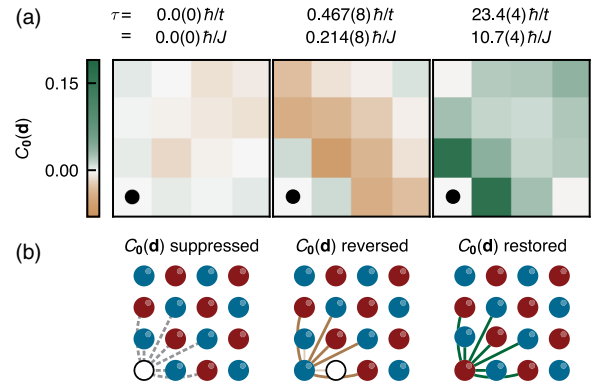 (a)
τ = 0.0(0) ℏ/t 0.467(8) ℏ/t 23.4(4) ℏ/t
= 0.0(0) ℏ/J 0.214(8) ℏ/J 10.7(4) ℏ/J
0.15
C₀(d)
0.00
(b)
C₀(d) suppressed C₀(d) reversed C₀(d) restored